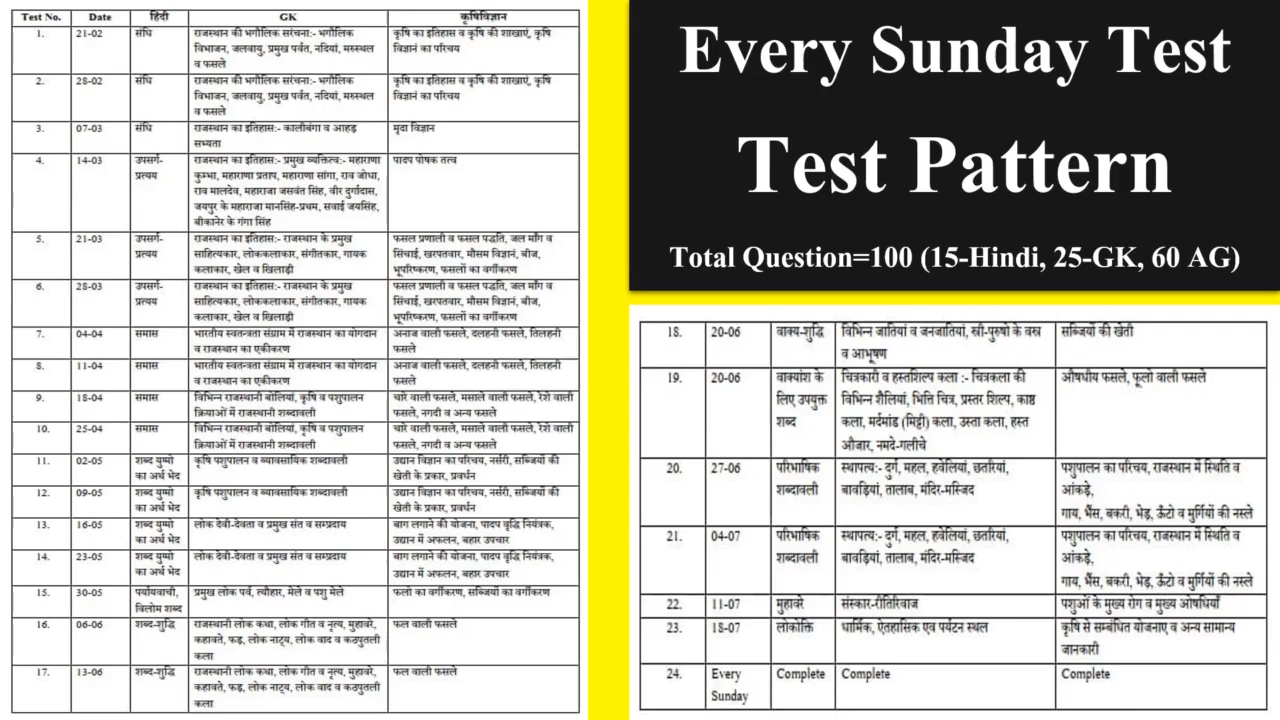 Test No. Date हिंदी GK कृषिविज्ञान
1. 21-02 संधि राजस्थान की भगौलिक सरंचना:- भगौलिक कृषि का इतिहास व कृषि की शाखाएं, कृषि
विभाजन, जलवायु, प्रमुख पर्वत, नदियां, मरुस्थल विज्ञानं का परिचय
व फसले
2. 28-02 संधि राजस्थान की भगौलिक सरंचना:- भगौलिक कृषि का इतिहास व कृषि की शाखाएं, कृषि
विभाजन, जलवायु, प्रमुख पर्वत, नदियां, मरुस्थल विज्ञानं का परिचय
व फसले
3. 07-03 संधि राजस्थान का इतिहास:- कालीबंगा व आहड़ मृदा विज्ञान
सभ्यता
4. 14-03 उपसर्ग- राजस्थान का इतिहास:- प्रमुख व्यक्तित्व:- महाराणा पादप पोषक तत्व
प्रत्यय कुम्भा, महाराणा प्रताप, महाराणा सांगा, राव जोधा,
राव मालदेव, महाराजा जसवंत सिंह, वीर दुर्गादास,
जयपुर के महाराजा मानसिंह-प्रथम, सवाई जयसिंह,
बीकानेर के गंगा सिंह
5. 21-03 उपसर्ग- राजस्थान का इतिहास:- राजस्थान के प्रमुख फसल प्रणाली व फसल पद्धति, जल माँग व
प्रत्यय साहित्यकार, लोककलाकार, संगीतकार, गायक सिंचाई, खरपतवार, मौसम विज्ञानं, बीज,
कलाकार, खेल व खिलाड़ी भूपरिष्करण, फसलों का वर्गीकरण
6. 28-03 उपसर्ग- राजस्थान का इतिहास:- राजस्थान के प्रमुख फसल प्रणाली व फसल पद्धति, जल माँग व
प्रत्यय साहित्यकार, लोककलाकार, संगीतकार, गायक सिंचाई, खरपतवार, मौसम विज्ञानं, बीज,
कलाकार, खेल व खिलाड़ी भूपरिष्करण, फसलों का वर्गीकरण
7. 04-04 समास भारतीय स्वतन्त्रता संग्राम में राजस्थान का योगदान अनाज वाली फसले, दलहनी फसले, तिलहनी
व राजस्थान का एकीकरण फसले
8. 11-04 समास भारतीय स्वतन्त्रता संग्राम में राजस्थान का योगदान अनाज वाली फसले, दलहनी फसले, तिलहनी
व राजस्थान का एकीकरण फसले
9. 18-04 समास विभिन्न राजस्थानी बोलियां, कृषि व पशुपालन चारे वाली फसले, मसाले वाली फसले, रेशे वाली
क्रियाओं में राजस्थानी शब्दावली फसले, नगदी व अन्य फसले
10. 25-04 समास विभिन्न राजस्थानी बोलियां, कृषि व पशुपालन चारे वाली फसले, मसाले वाली फसले, रेशे वाली
क्रियाओं में राजस्थानी शब्दावली फसले, नगदी व अन्य फसले
11. 02-05 शब्द युग्मो कृषि पशुपालन व व्यावसायिक शब्दावली उद्यान विज्ञान का परिचय, नर्सरी, सब्जियों की
का अर्थ भेद खेती के प्रकार, प्रवर्धन
12. 09-05 शब्द युग्मो कृषि पशुपालन व व्यावसायिक शब्दावली उद्यान विज्ञान का परिचय, नर्सरी, सब्जियों की
का अर्थ भेद खेती के प्रकार, प्रवर्धन
13. 16-05 शब्द युग्मो लोक देवी-देवता व प्रमुख संत व सम्प्रदाय बाग लगाने की योजना, पादप वृद्धि नियंत्रक,
का अर्थ भेद उद्यान में अफलन, बहार उपचार
14. 23-05 शब्द युग्मो लोक देवी-देवता व प्रमुख संत व सम्प्रदाय बाग लगाने की योजना, पादप वृद्धि नियंत्रक,
का अर्थ भेद उद्यान में अफलन, बहार उपचार
15. 30-05 पर्यायवाची, प्रमुख लोक पर्व, त्यौहार, मेले व पशु मेले फलो का वर्गीकरण, सब्जियों का वर्गीकरण
विलोम शब्द
16. 06-06 शब्द-शुद्धि राजस्थानी लोक कथा, लोक गीत व नृत्य, मुहावरे, फल वाली फसले
कहावते, फड़, लोक नाट्य, लोक वाद व कठपुतली
कला
17. 13-06 शब्द-शुद्धि राजस्थानी लोक कथा, लोक गीत व नृत्य, मुहावरे, फल वाली फसले
कहावते, फड़, लोक नाट्य, लोक वाद व कठपुतली
कला
Every Sunday Test
Test Pattern
Total Question=100 (15-Hindi, 25-GK, 60 AG)
18. 20-06 वाक्य-शुद्धि विभिन्न जातियां व जनजातियां, स्री-पुरुषो के वस्र सब्जियों की खेती
व आभूषण
19. 20-06 वाक्यांश के चित्रकारी व हस्तशिल्प कला :- चित्रकला की औषधीय फसले, फूलो वाली फसले
लिए उपयुक्त विभिन्न शैलियां, भित्ति चित्र, प्रस्तर शिल्प, काष्ठ
शब्द कला, मर्दमांड (मिट्टी) कला, उस्ता कला, हस्त
औजार, नमदे-गलीचे
20. 27-06 परिभाषिक स्थापत्य:- दुर्ग, महल, हवेलियां, छतरियां, पशुपालन का परिचय, राजस्थान में स्थिति व
शब्दावली बावड़ियां, तालाब, मंदिर-मस्जिद आंकड़े,
गाय, भैंस, बकरी, भेड़, ऊँटो व मुर्गियों की नस्ले
21. 04-07 परिभाषिक स्थापत्य:- दुर्ग, महल, हवेलियां, छतरियां, पशुपालन का परिचय, राजस्थान में स्थिति व
शब्दावली बावड़ियां, तालाब, मंदिर-मस्जिद आंकड़े,
गाय, भैंस, बकरी, भेड़, ऊँटो व मुर्गियों की नस्ले
22. 11-07 मुहावरे संस्कार-रीतिरिवाज पशुओं के मुख्य रोग व मुख्य ओषधियाँ
23. 18-07 लोकोक्ति धार्मिक, ऐतहासिक एव पर्यटन स्थल कृषि से सम्बंधित योजनाए व अन्य सामान्य
जानकारी
24. Every Complete Complete Complete
Sunday